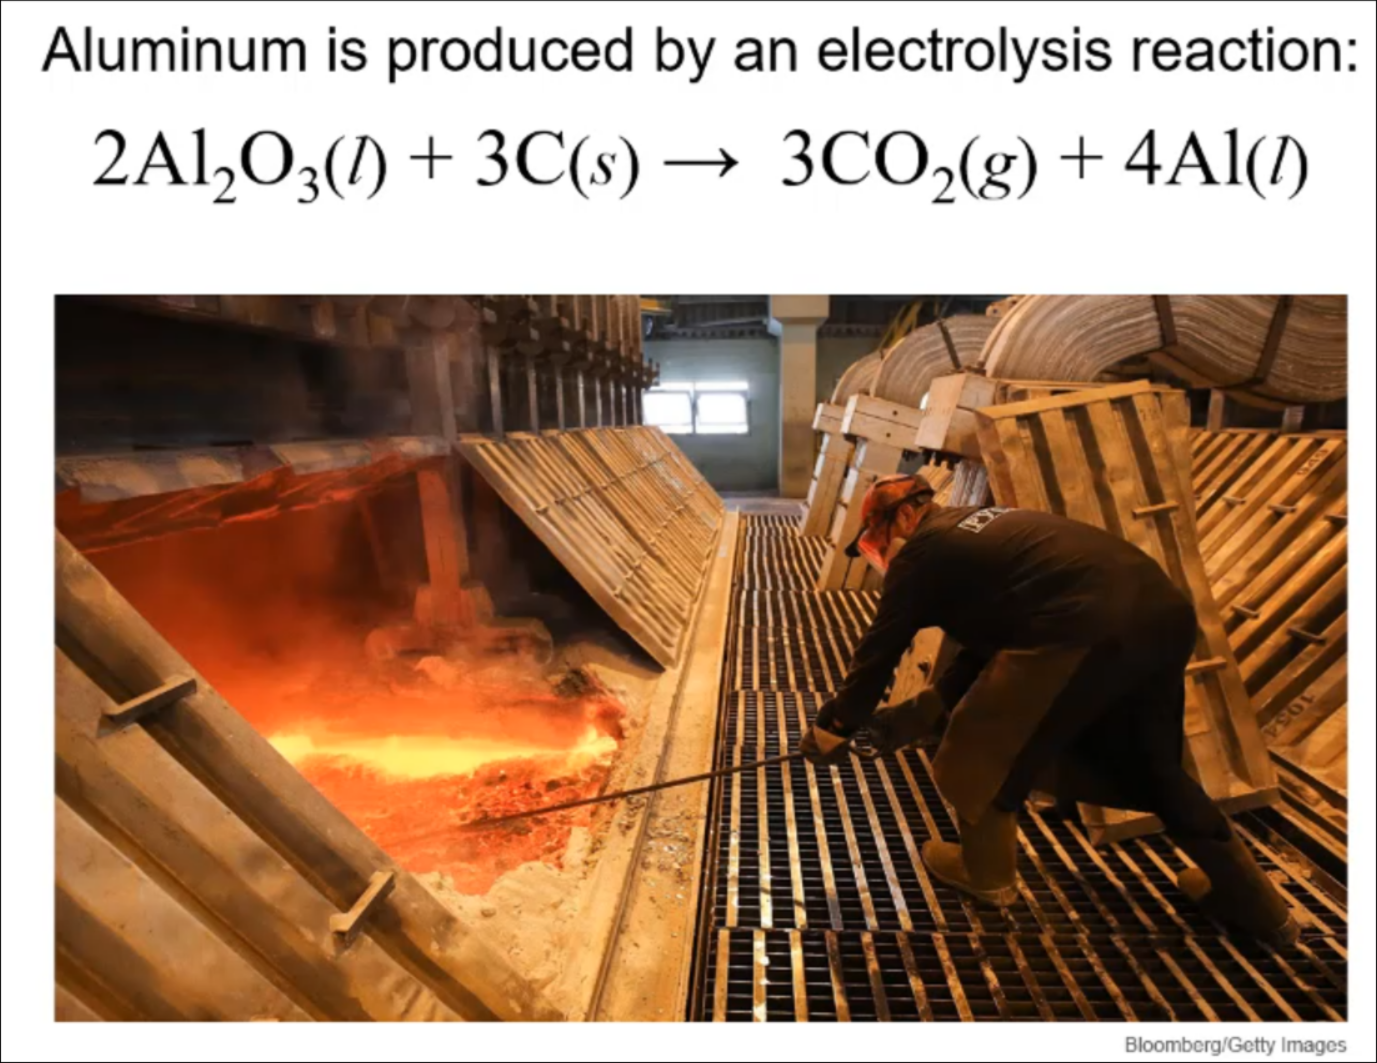 Aluminum is produced by an electrolysis reaction:
2Al₂O₃(l) + 3C(s) → 3CO₂(g) + 4Al(l)
Bloomberg/Getty Images